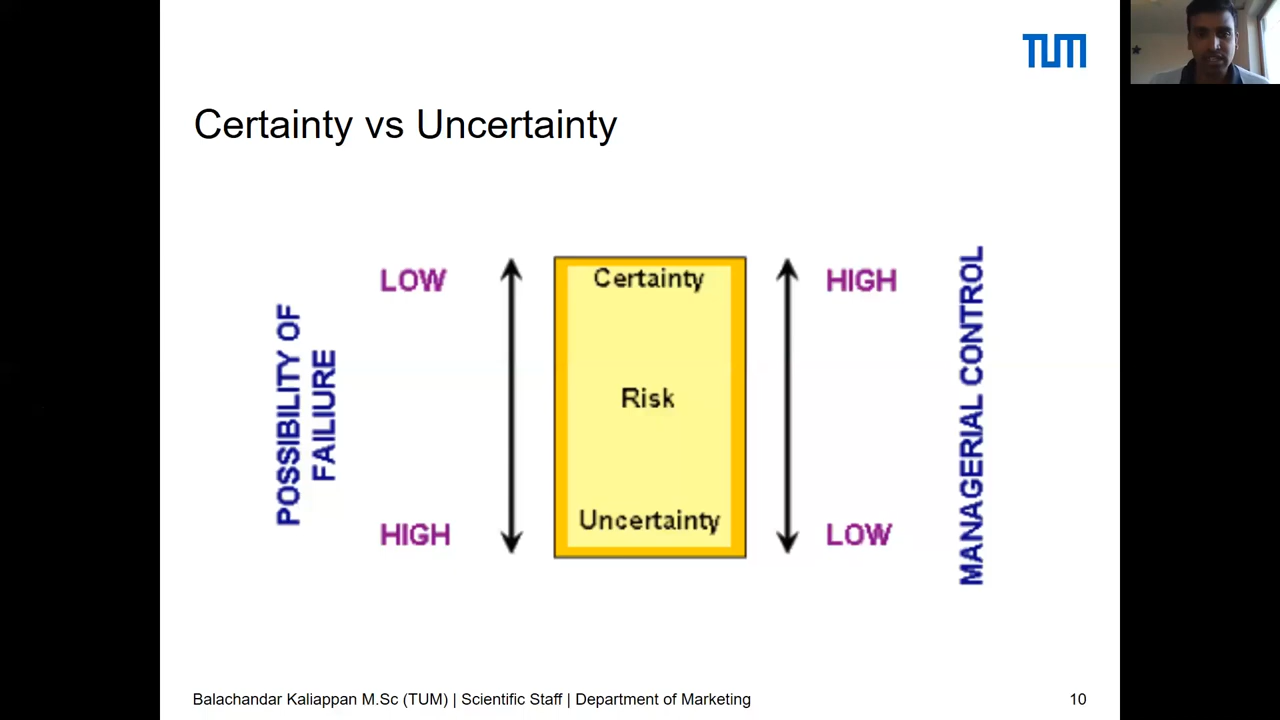 TUM
Certainty vs Uncertainty
POSSIBILITY OF
FAILIURE
LOW
HIGH
Certainty
Risk
Uncertainty
HIGH
LOW
MANAGERIAL CONTROL
Balachandar Kaliappan M.Sc (TUM) | Scientific Staff | Department of Marketing
10